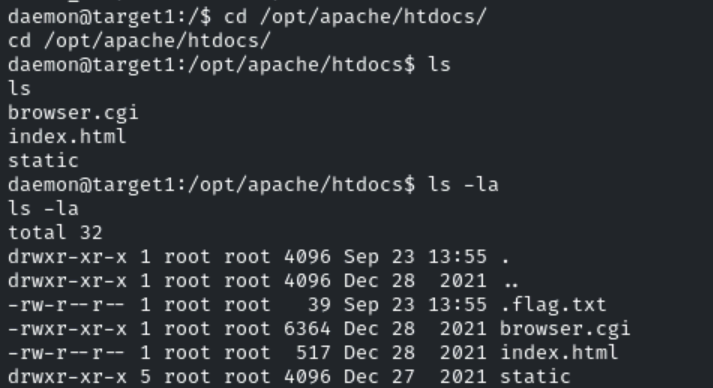 daemon@target1:/$ cd /opt/apache/htdocs/
cd /opt/apache/htdocs/
daemon@target1:/opt/apache/htdocs$ ls
ls
browser.cgi
index.html
static
daemon@target1:/opt/apache/htdocs$ ls -la
ls -la
total 32
drwxr-xr-x 1 root root 4096 Sep 23 13:55 .
drwxr-xr-x 1 root root 4096 Dec 28  2021 ..
-rw-r--r-- 1 root root   39 Sep 23 13:55 .flag.txt
-rwxr-xr-x 1 root root 6364 Dec 28  2021 browser.cgi
-rw-r--r-- 1 root root  517 Dec 28  2021 index.html
drwxr-xr-x 5 root root 4096 Dec 27  2021 static